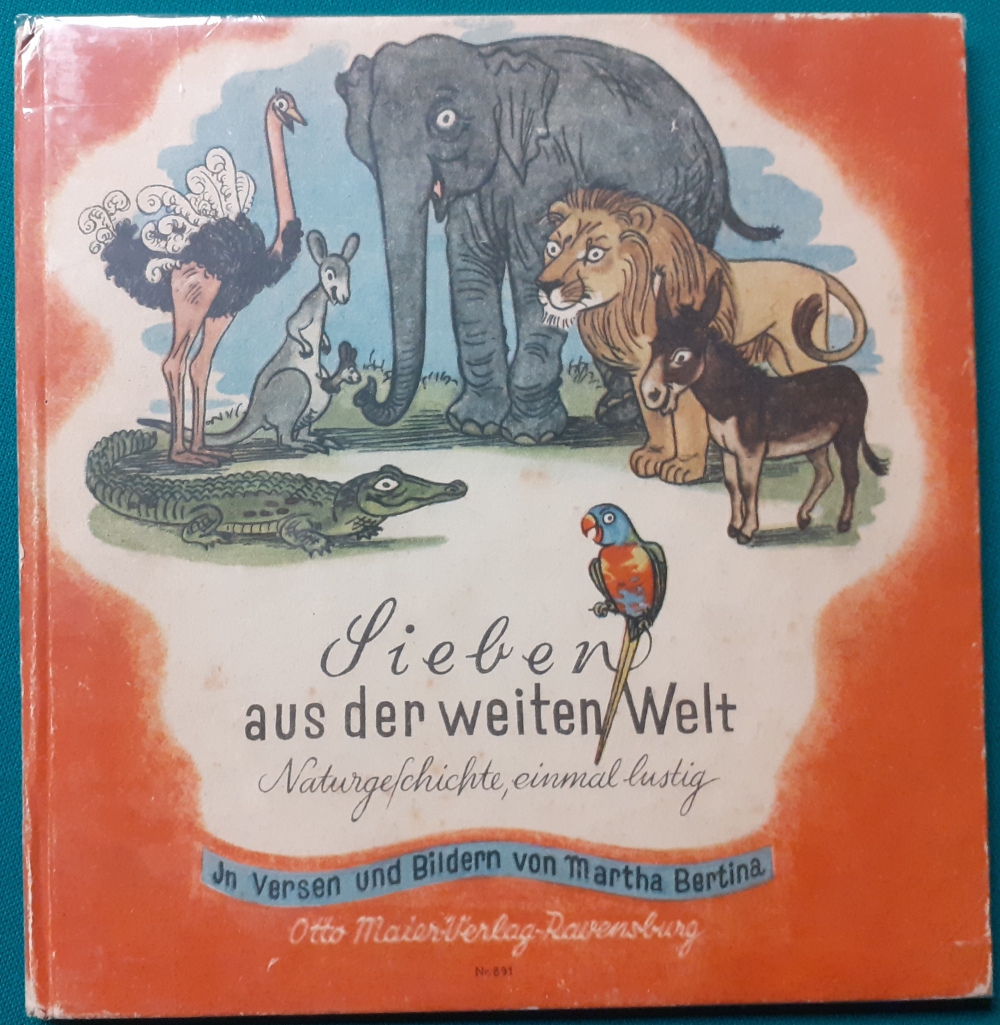 Sieben
aus der weiten Welt
Naturgeſchichte, einmal lustig
Jn Versen und Bildern von Martha Bertina
Otto Maier-Verlag-Ravensburg
Nr. 691